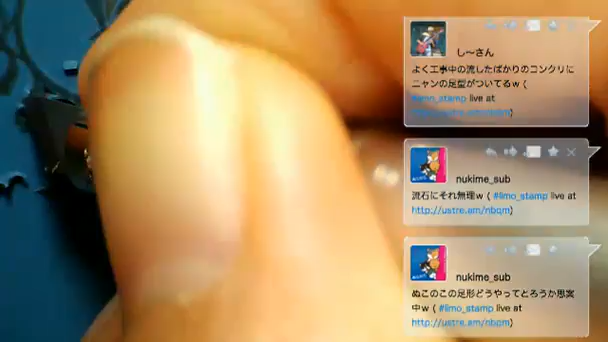 し〜さん
よく工事中の流したばかりのコンクリに
ニャンの足型がついてるｗ (
#limo_stamp live at
nukime_sub
流石にそれ無理ｗ ( #limo_stamp live at
http://ustre.am/nbqm)
nukime_sub
ぬこのこの足形どうやってとろうか思案
中ｗ ( #limo_stamp live at
http://ustre.am/nbqm)